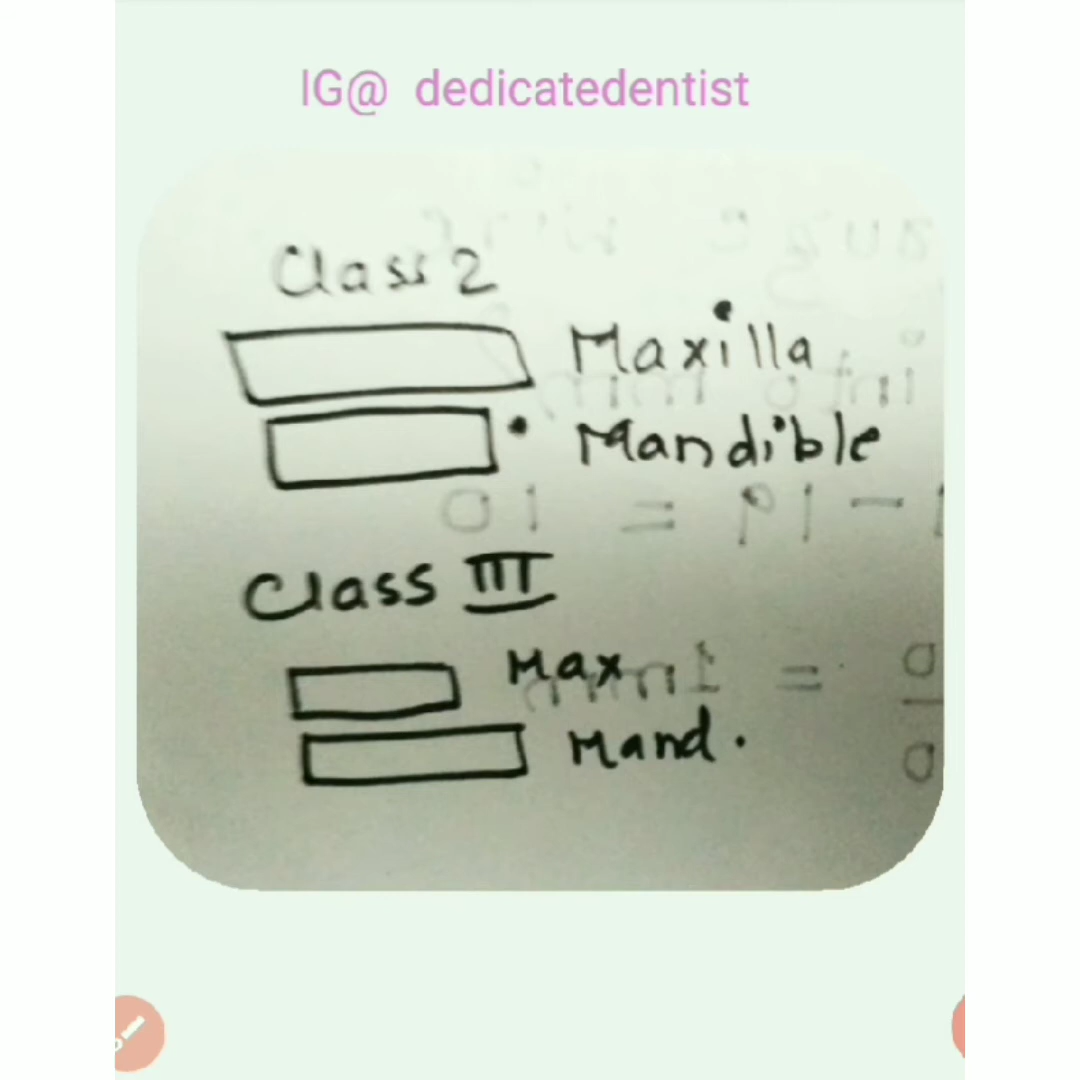 IG@ dedicatedentist
Class 2
Maxilla
Mandible
Class III
Max
Mand.